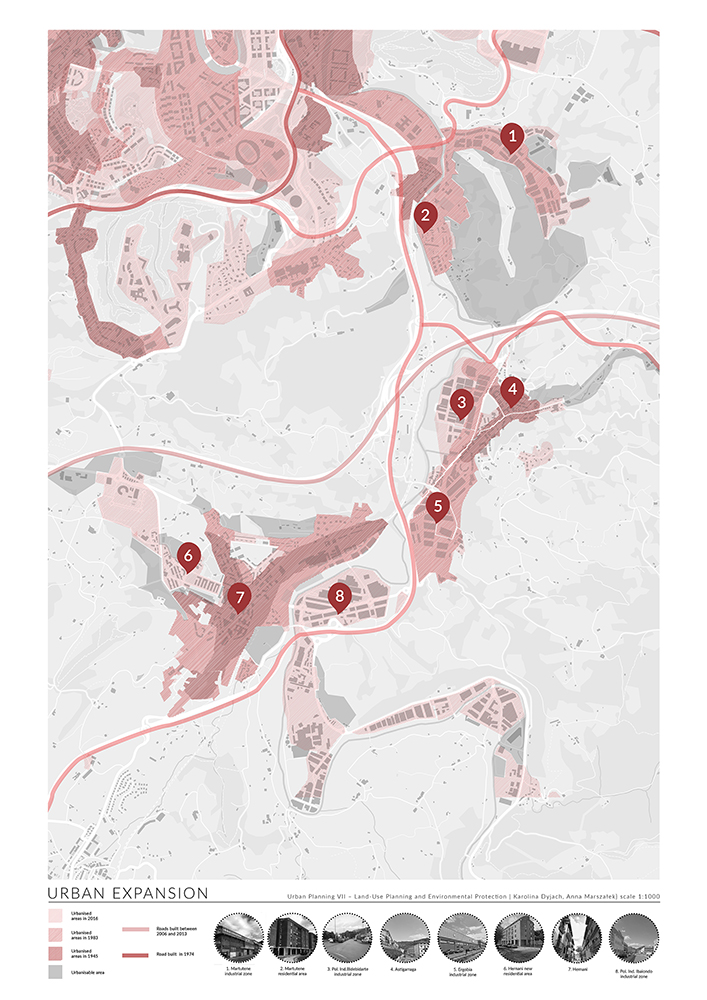 1
2
3
4
5
6
7
8
URBAN EXPANSION
Urban Planning VII – Land-Use Planning and Environmental Protection | Karolina Dyjach, Anna Marszałek| scale 1:1000
Urbanised
areas in 2016
Urbanised
areas in 1983
Urbanised
areas in 1945
Urbanisable area
Roads built between
2006 and 2013
Road built in 1974
1. Martutene
industrial zone
2. Martutene
residential area
3. Pol. Ind.
industrial zone
4. Astigarraga
5. Ergobia
industrial zone
6. Hernani new
residential area
7. Hernani
8. Pol. Ind. Ibaiondo
industrial zone